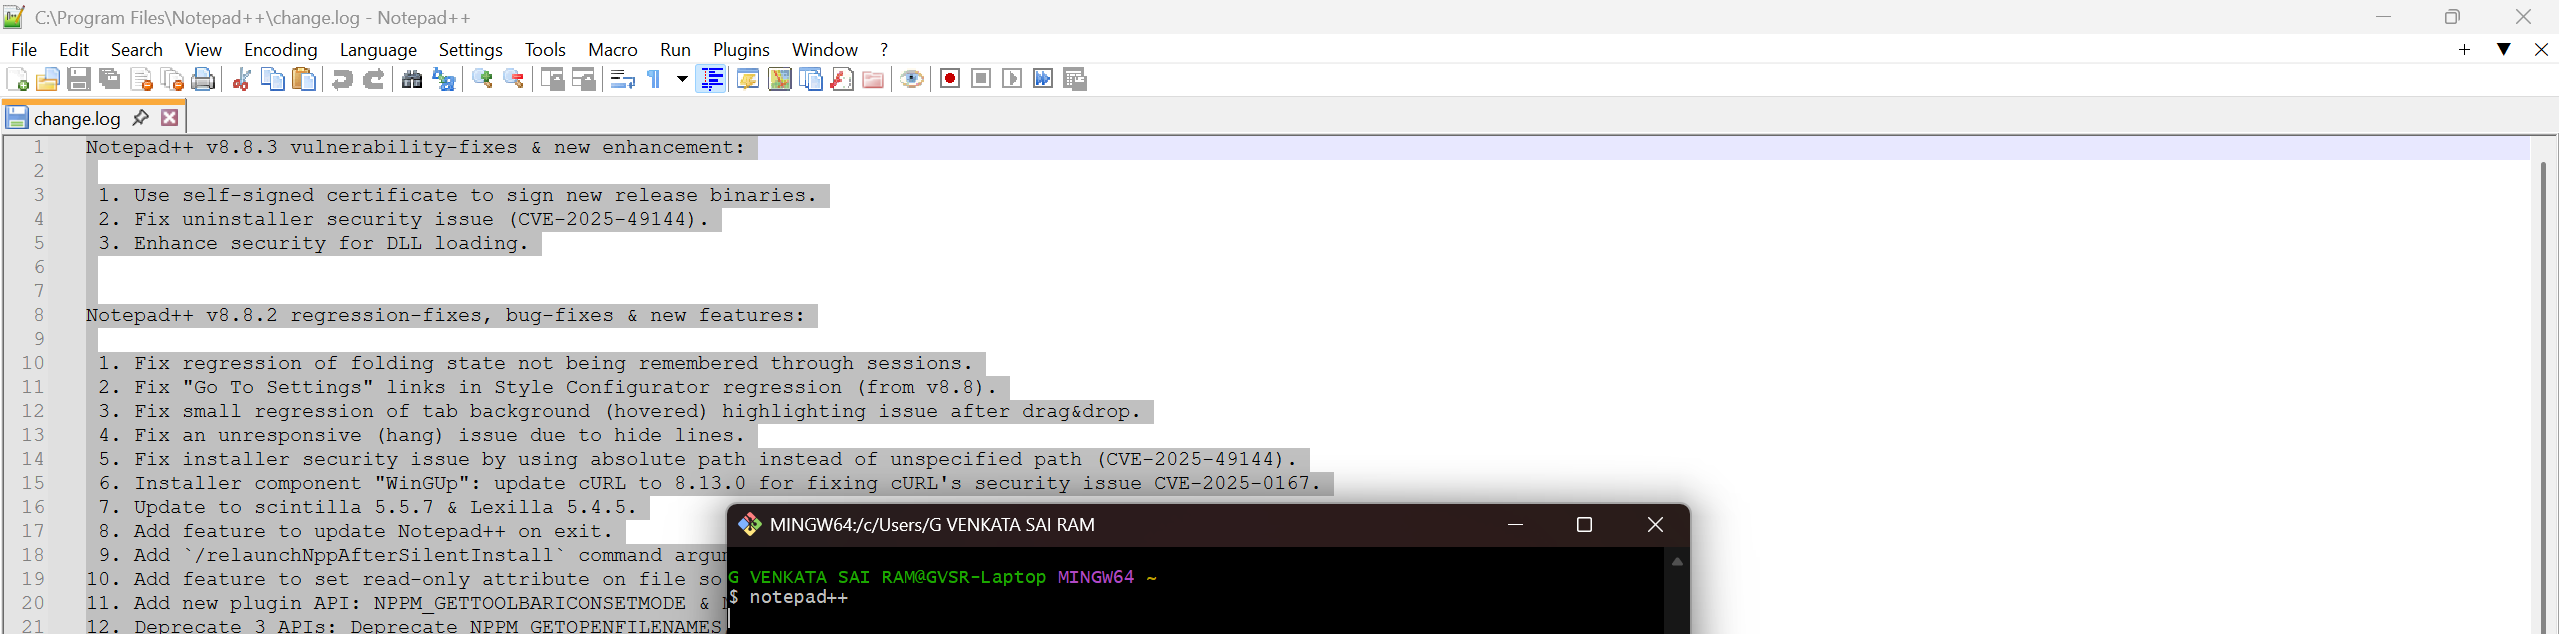 C:\Program Files\Notepad++\change.log - Notepad++
File Edit Search View Encoding Language Settings Tools Macro Run Plugins Window ?
change.log
1 Notepad++ v8.8.3 vulnerability-fixes & new enhancement:
2
3 1. Use self-signed certificate to sign new release binaries.
4 2. Fix uninstaller security issue (CVE-2025-49144).
5 3. Enhance security for DLL loading.
6
7
8 Notepad++ v8.8.2 regression-fixes, bug-fixes & new features:
9
10 1. Fix regression of folding state not being remembered through sessions.
11 2. Fix "Go To Settings" links in Style Configurator regression (from v8.8).
12 3. Fix small regression of tab background (hovered) highlighting issue after drag&drop.
13 4. Fix an unresponsive (hang) issue due to hide lines.
14 5. Fix installer security issue by using absolute path instead of unspecified path (CVE-2025-49144).
15 6. Installer component "WinGUp": update cURL to 8.13.0 for fixing cURL's security issue CVE-2025-0167.
16 7. Update to scintilla 5.5.7 & Lexilla 5.4.5.
17 8. Add feature to update Notepad++ on exit.
18 9. Add `/relaunchNppAfterSilentInstall` command
19 10. Add feature to set read-only attribute on file
20 11. Add new plugin API: NPPM_GETTOOLBARICONSETMODE &
21 12. Deprecate 3 APIs: Deprecate NPPM_GETOPENFILENAMES
MINGW64:/c/Users/G VENKATA SAI RAM
G VENKATA SAI RAM@GVSR-Laptop MINGW64 ~
$ notepad++